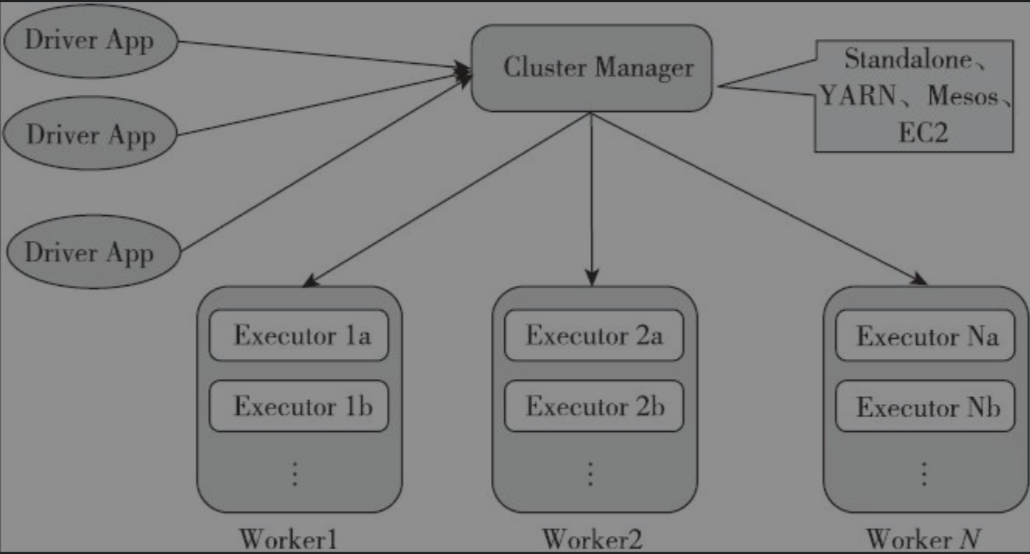 Driver App
Cluster Manager
Standalone、
YARN、Mesos、
EC2
Driver App
Driver App
Executor 1a
Executor 1b
⋮
Worker1
Executor 2a
Executor 2b
⋮
Worker2
Executor Na
Executor Nb
⋮
Worker N